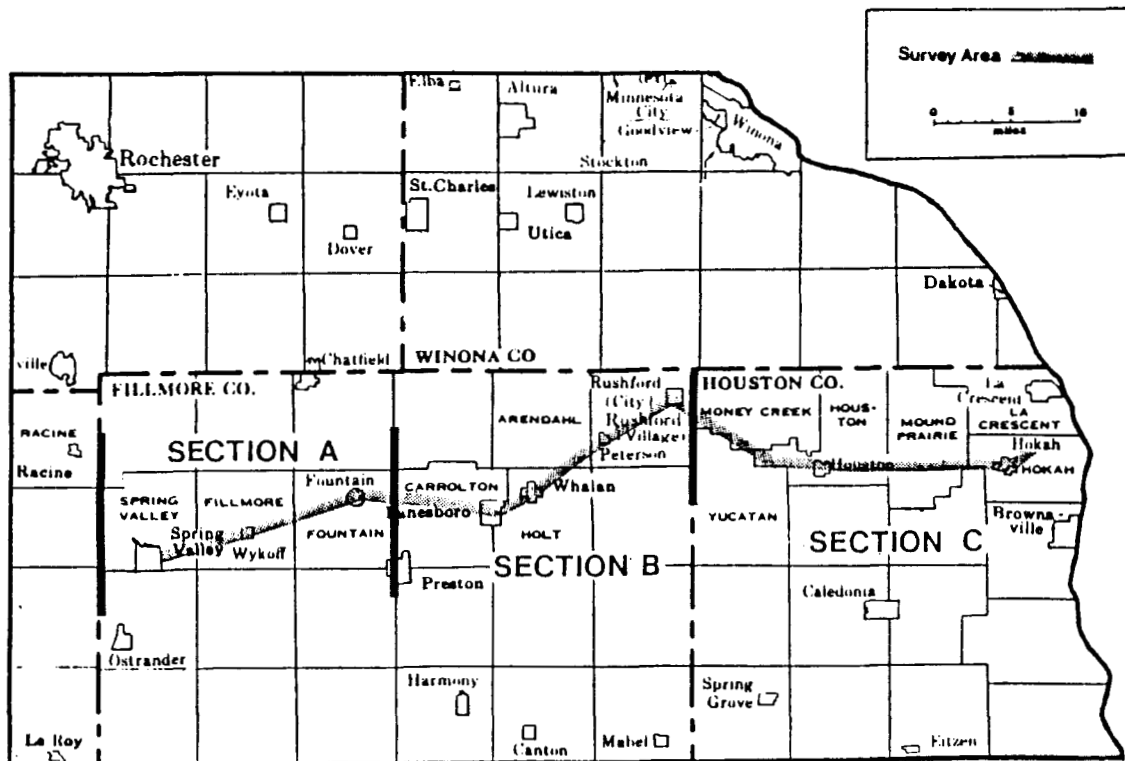 Survey Area
0 5 10
miles
Elba
Altura
Minnesota
City
Goodview
Winona
Stockton
Rochester
Eyota
Dover
St. Charles
Lewiston
Utica
Dakota
ville
Chatfield
WINONA CO
FILLMORE CO.
HOUSTON CO.
Rushford
(City)
Rushford
Village
Peterson
ARENDAHL
MONEY CREEK
HOUS-
TON
MOUND
PRAIRIE
La
Crescent
LA
CRESCENT
Hokah
HOKAH
RACINE
Racine
SECTION A
SPRING
VALLEY
FILLMORE
Fountain
FOUNTAIN
Spring
Valley
Wykoff
CARROLTON
Lanesboro
Whalan
HOLT
Houston
YUCATAN
Browns-
ville
SECTION B
SECTION C
Preston
Caledonia
Ostrander
Harmony
Spring
Grove
Le Roy
Canton
Mabel
Eitzen